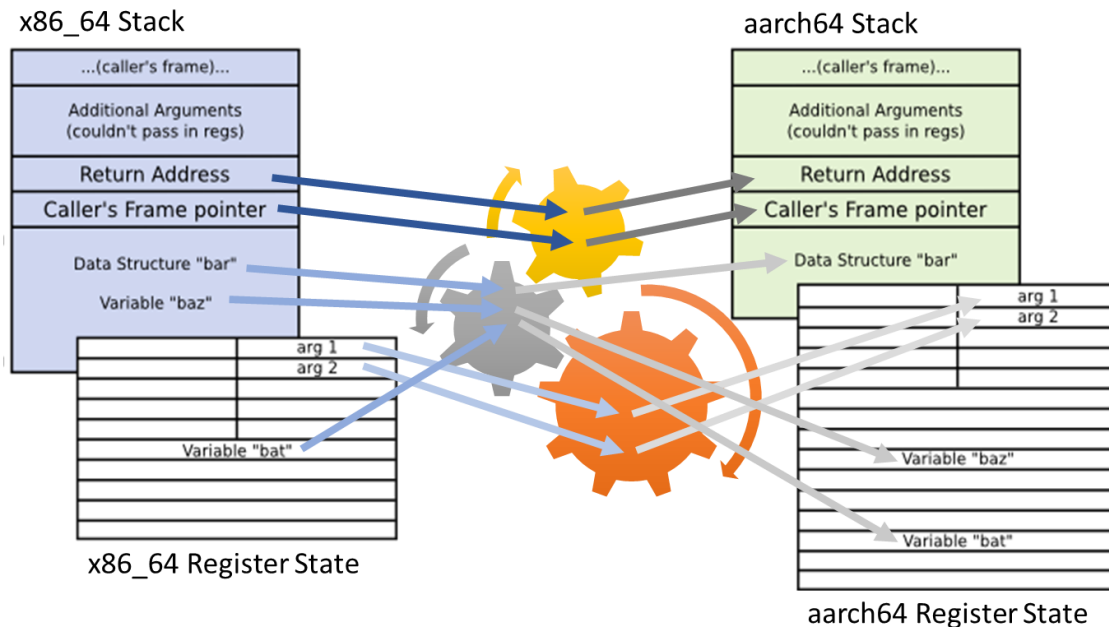 x86_64 Stack
...(caller's frame)...
Additional Arguments
(couldn't pass in regs)
Return Address
Caller's Frame pointer
Data Structure "bar"
Variable "baz"
arg 1
arg 2
Variable "bat"
x86_64 Register State
aarch64 Stack
...(caller's frame)...
Additional Arguments
(couldn't pass in regs)
Return Address
Caller's Frame pointer
Data Structure "bar"
arg 1
arg 2
Variable "baz"
Variable "bat"
aarch64 Register State